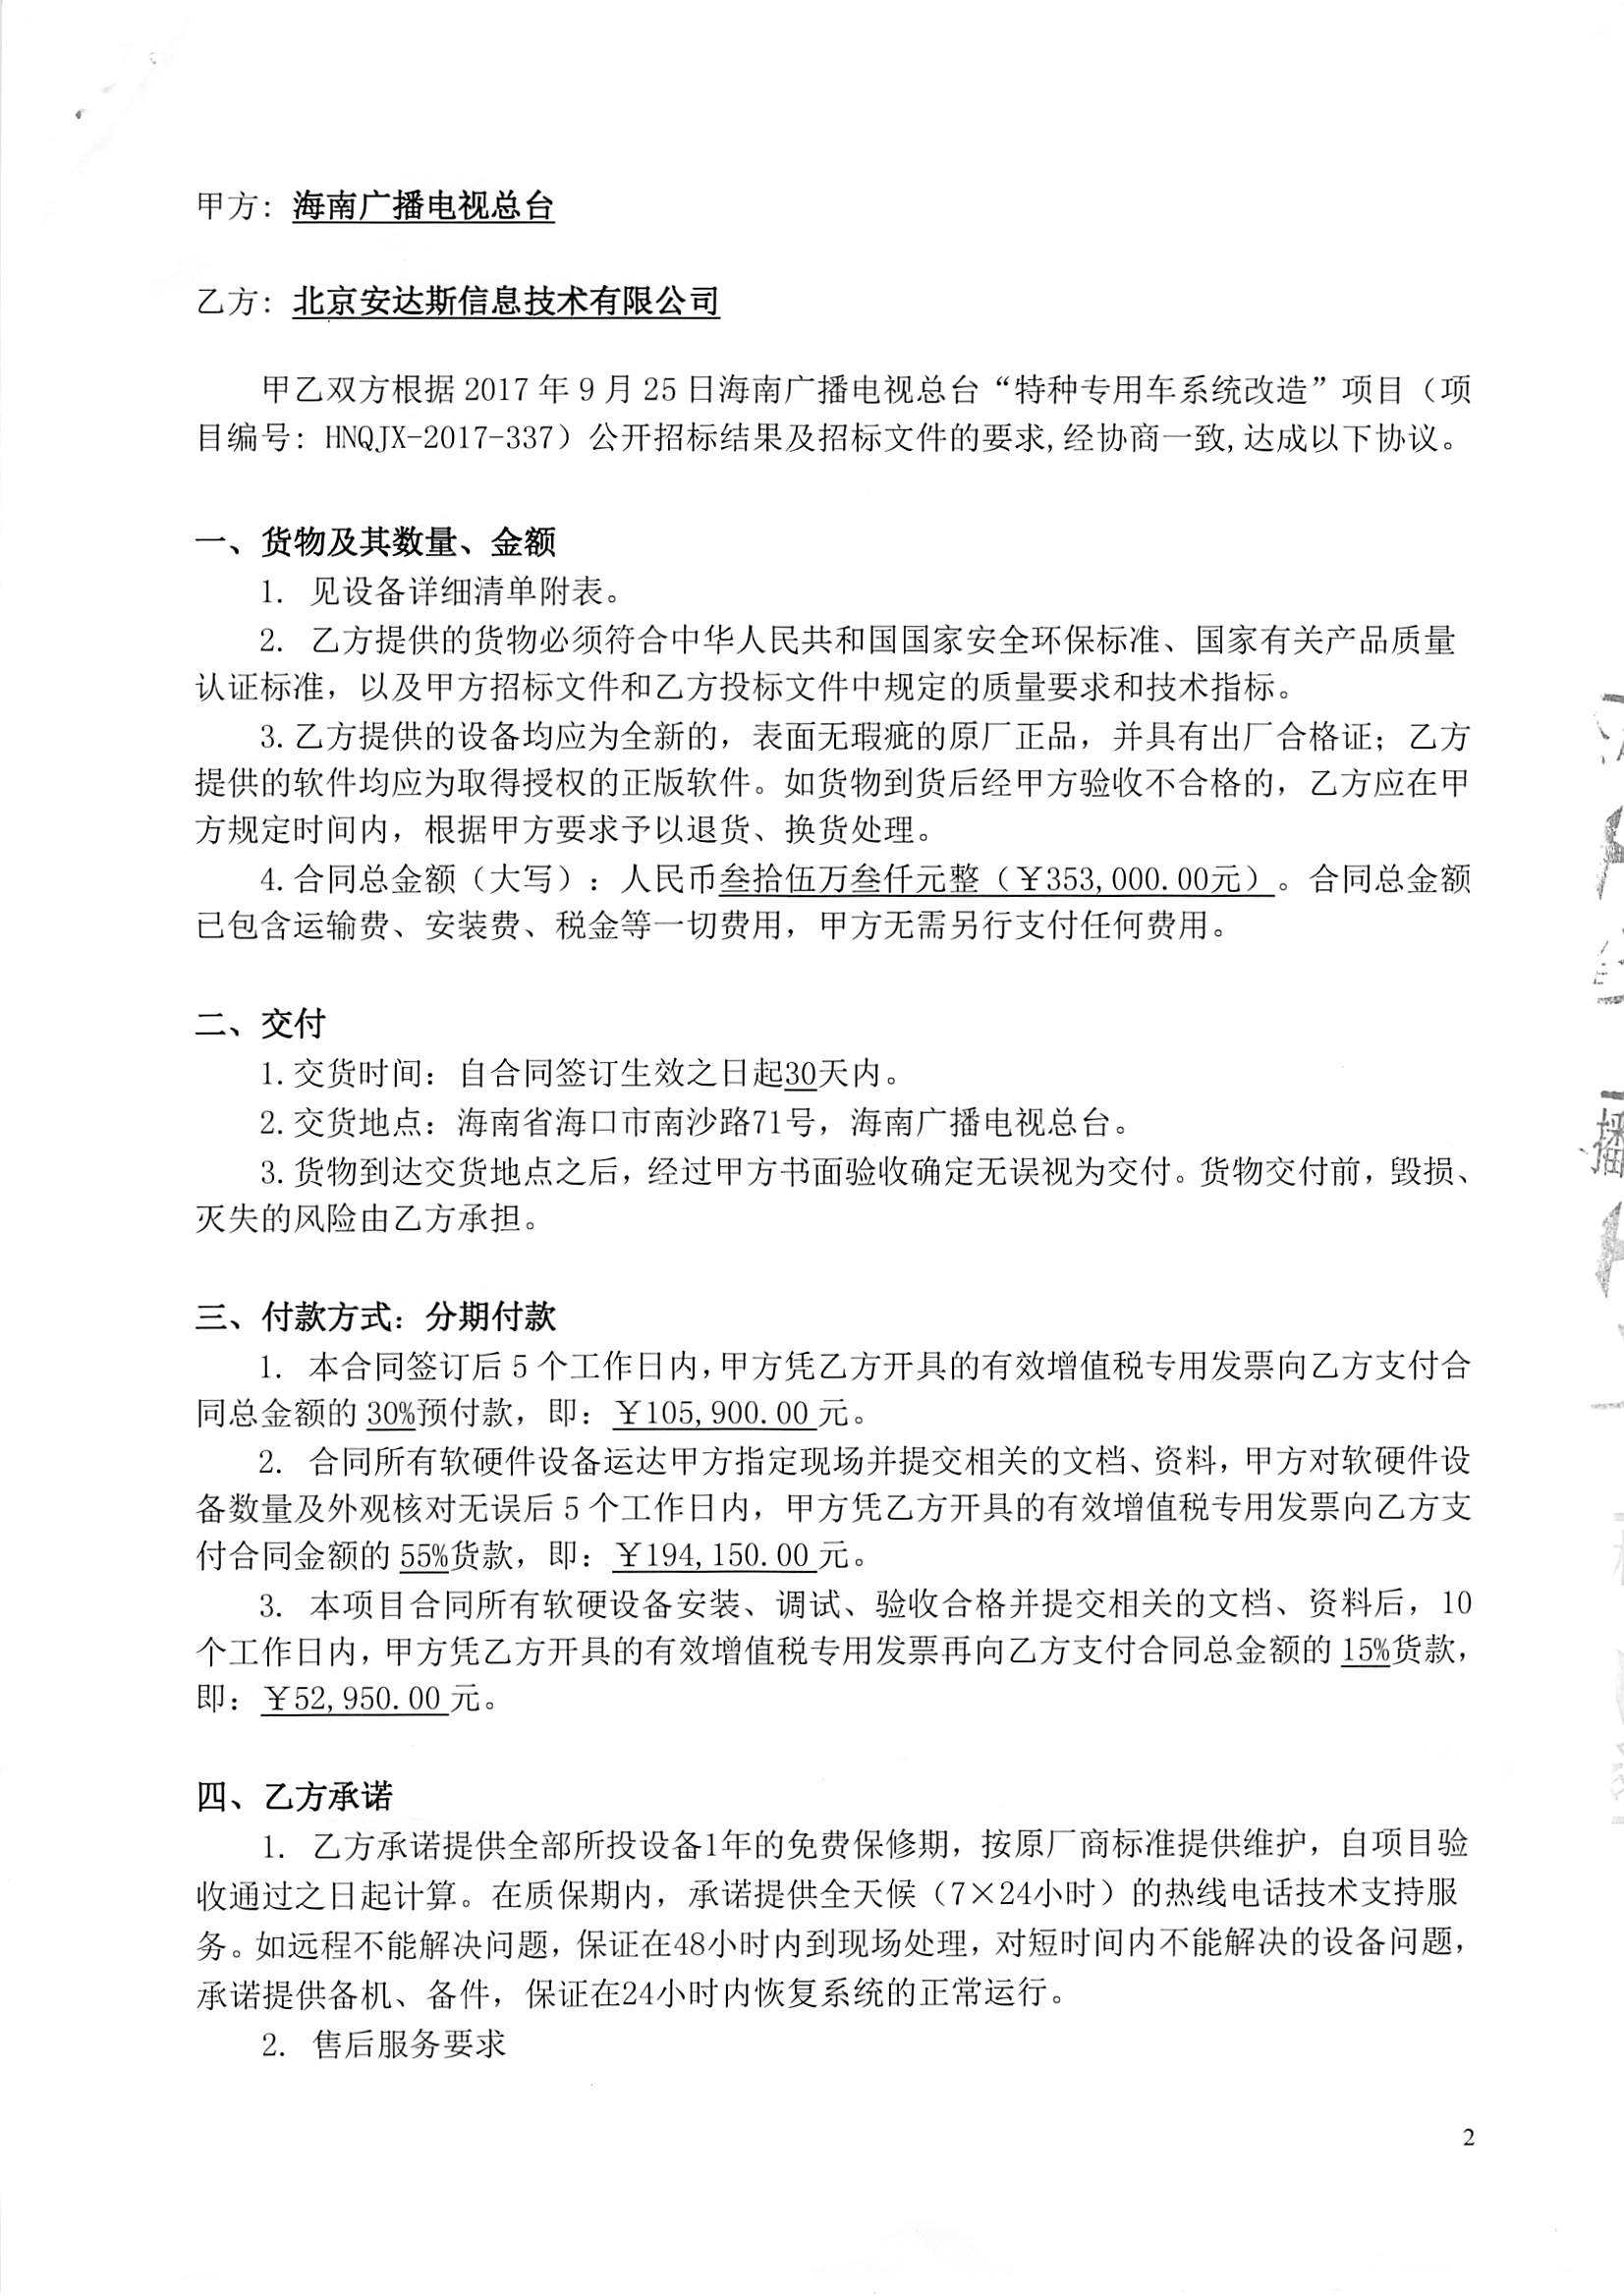 甲方：海南广播电视总台
乙方：北京安达斯信息技术有限公司
甲乙双方根据 2017 年 9 月 25 日海南广播电视总台“特种专用车系统改造”项目（项
目编号：HNQJX-2017-337）公开招标结果及招标文件的要求,经协商一致,达成以下协议。
一、货物及其数量、金额
1. 见设备详细清单附表。
2. 乙方提供的货物必须符合中华人民共和国国家安全环保标准、国家有关产品质量
认证标准，以及甲方招标文件和乙方投标文件中规定的质量要求和技术指标。
3.乙方提供的设备均应为全新的，表面无瑕疵的原厂正品，并具有出厂合格证；乙方
提供的软件均应为取得授权的正版软件。如货物到货后经甲方验收不合格的，乙方应在甲
方规定时间内，根据甲方要求予以退货、换货处理。
4.合同总金额（大写）：人民币叁拾伍万叁仟元整（￥353,000.00元）。合同总金额
已包含运输费、安装费、税金等一切费用，甲方无需另行支付任何费用。
二、交付
1.交货时间：自合同签订生效之日起30天内。
2.交货地点：海南省海口市南沙路71号，海南广播电视总台。
3.货物到达交货地点之后，经过甲方书面验收确定无误视为交付。货物交付前，毁损、
灭失的风险由乙方承担。
三、付款方式：分期付款
1. 本合同签订后 5 个工作日内,甲方凭乙方开具的有效增值税专用发票向乙方支付合
同总金额的 30%预付款，即：￥105,900.00 元。
2. 合同所有软硬件设备运达甲方指定现场并提交相关的文档、资料，甲方对软硬件设
备数量及外观核对无误后 5 个工作日内，甲方凭乙方开具的有效增值税专用发票向乙方支
付合同金额的 55%货款，即：￥194,150.00 元。
3. 本项目合同所有软硬设备安装、调试、验收合格并提交相关的文档、资料后，10
个工作日内，甲方凭乙方开具的有效增值税专用发票再向乙方支付合同总金额的 15%货款，
即：￥52,950.00 元。
四、乙方承诺
1. 乙方承诺提供全部所投设备1年的免费保修期，按原厂商标准提供维护，自项目验
收通过之日起计算。在质保期内，承诺提供全天候（7×24小时）的热线电话技术支持服
务。如远程不能解决问题，保证在48小时内到现场处理，对短时间内不能解决的设备问题，
承诺提供备机、备件，保证在24小时内恢复系统的正常运行。
2. 售后服务要求
2
播